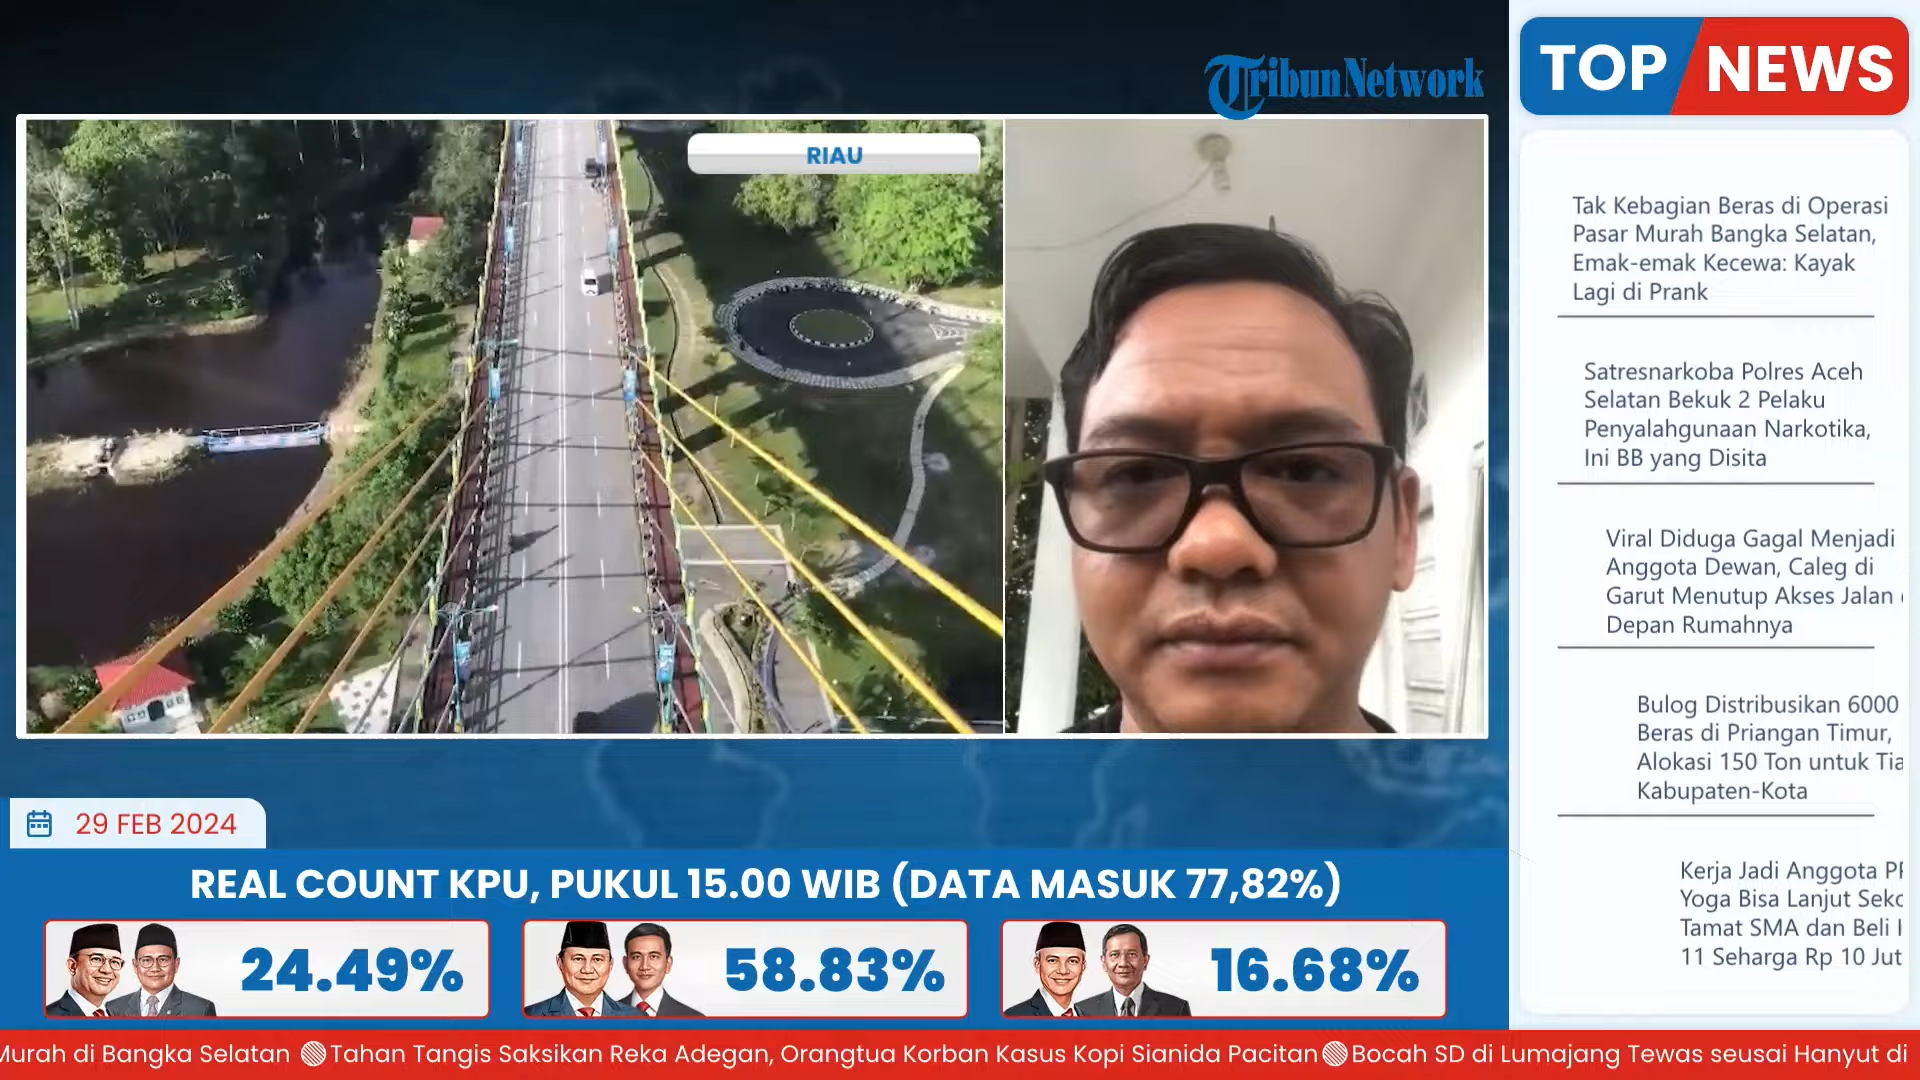 TribunNetwork
TOP NEWS
RIAU
Tak Kebagian Beras di Operasi
Pasar Murah Bangka Selatan,
Emak-emak Kecewa: Kayak
Lagi di Prank
Satresnarkoba Polres Aceh
Selatan Bekuk 2 Pelaku
Penyalahgunaan Narkotika,
Ini BB yang Disita
Viral Diduga Gagal Menjadi
Anggota Dewan, Caleg di
Garut Menutup Akses Jalan
Depan Rumahnya
Bulog Distribusikan 6000
Beras di Priangan Timur,
Alokasi 150 Ton untuk Tia
Kabupaten-Kota
Kerja Jadi Anggota
Yoga Bisa Lanjut Seko
Tamat SMA dan Beli
11 Seharga Rp 10 Jut
29 FEB 2024
REAL COUNT KPU, PUKUL 15.00 WIB (DATA MASUK 77,82%)
24.49%
58.83%
16.68%
Murah di Bangka Selatan Tahan Tangis Saksikan Reka Adegan, Orangtua Korban Kasus Kopi Sianida Pacitan Bocah SD di Lumajang Tewas seusai Hanyut di